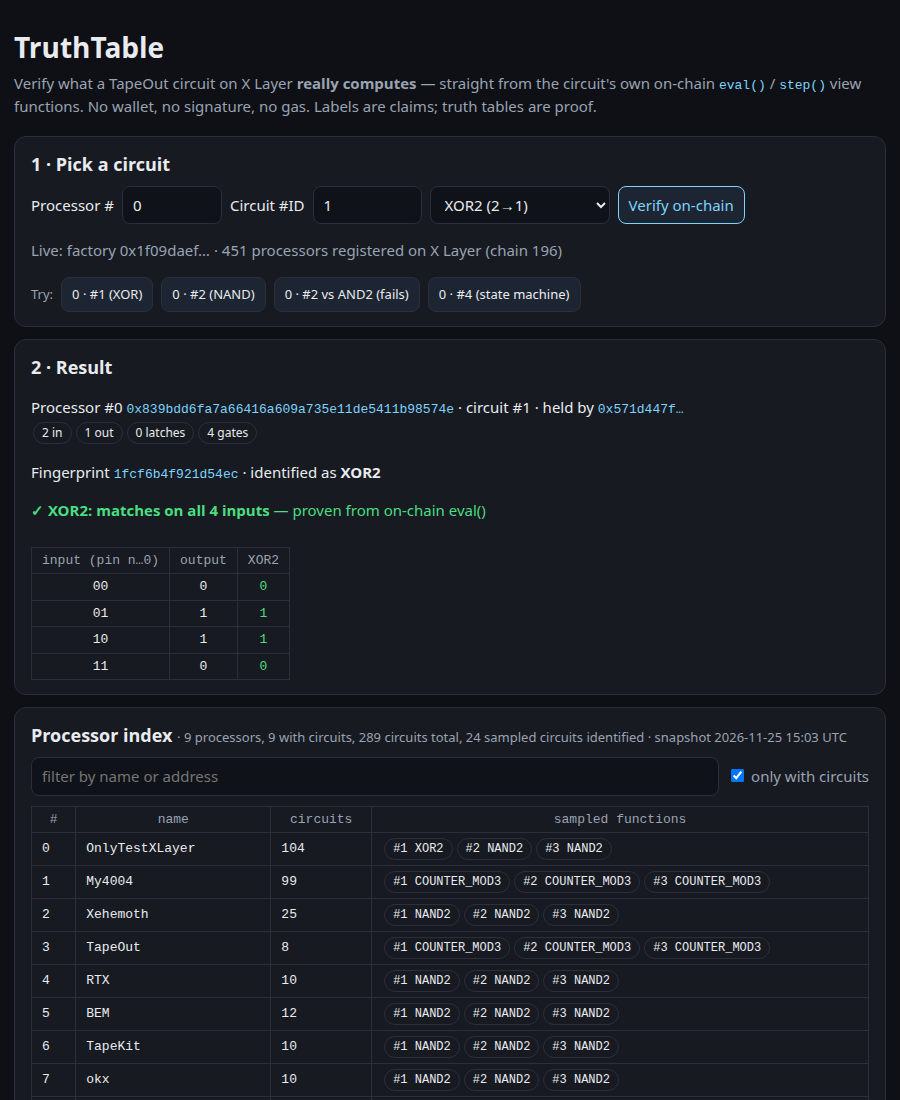 TruthTable
Verify what a TapeOut circuit on X Layer really computes — straight from the circuit's own on-chain eval() / step() view
functions. No wallet, no signature, no gas. Labels are claims; truth tables are proof.
1 · Pick a circuit
Processor # 0 Circuit #ID 1 XOR2 (2→1) Verify on-chain
Live: factory 0x1f09daef… · 451 processors registered on X Layer (chain 196)
Try: 0 · #1 (XOR) 0 · #2 (NAND) 0 · #2 vs AND2 (fails) 0 · #4 (state machine)
2 · Result
Processor #0 0x839bdd6fa7a66416a609a735e11de5411b98574e · circuit #1 · held by 0x571d447f…
2 in 1 out 0 latches 4 gates
Fingerprint 1fcf6b4f921d54ec · identified as XOR2
✓ XOR2: matches on all 4 inputs — proven from on-chain eval()
input (pin n…0) output XOR2
00 0 0
01 1 1
10 1 1
11 0 0
Processor index · 9 processors, 9 with circuits, 289 circuits total, 24 sampled circuits identified · snapshot 2026-11-25 15:03 UTC
filter by name or address only with circuits
# name circuits sampled functions
0 OnlyTestXLayer 104 #1 XOR2 #2 NAND2 #3 NAND2
1 My4004 99 #1 COUNTER_MOD3 #2 COUNTER_MOD3 #3 COUNTER_MOD3
2 Xehemoth 25 #1 NAND2 #2 NAND2 #3 NAND2
3 TapeOut 8 #1 COUNTER_MOD3 #2 COUNTER_MOD3 #3 COUNTER_MOD3
4 RTX 10 #1 NAND2 #2 NAND2 #3 NAND2
5 BEM 12 #1 NAND2 #2 NAND2 #3 NAND2
6 TapeKit 10 #1 NAND2 #2 NAND2 #3 NAND2
7 okx 10 #1 NAND2 #2 NAND2 #3 NAND2